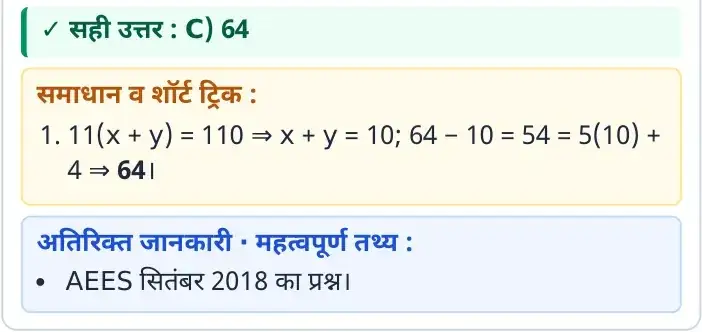 ✓ सही उत्तर : C) 64
समाधान व शॉर्ट ट्रिक :
1. 11(x + y) = 110 ⇒ x + y = 10; 64 − 10 = 54 = 5(10) +
4 ⇒ 64।
अतिरिक्त जानकारी · महत्वपूर्ण तथ्य :
• AEES सितंबर 2018 का प्रश्न।